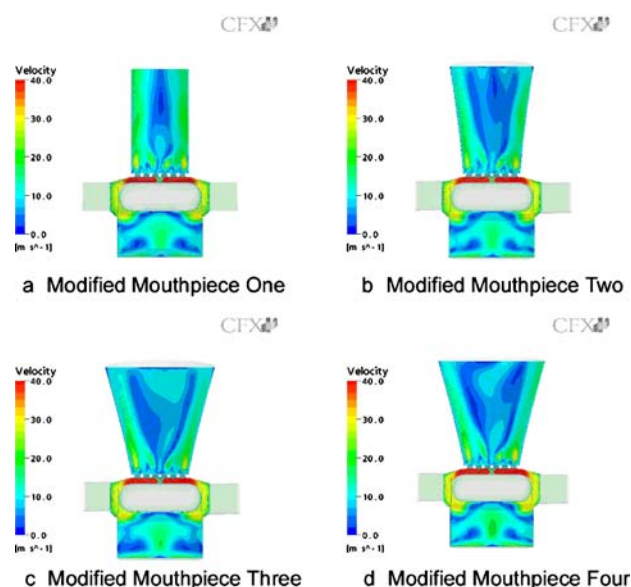 CFX
CFX
Velocity
40.0
30.0
20.0
10.0
0.0
[m s^-1]
Velocity
40.0
30.0
20.0
10.0
0.0
[m s^-1]
a Modified Mouthpiece One
b Modified Mouthpiece Two
CFX
CFX
Velocity
40.0
30.0
20.0
10.0
0.0
[m s^-1]
Velocity
40.0
30.0
20.0
10.0
0.0
[m s^-1]
c Modified Mouthpiece Three
d Modified Mouthpiece Four